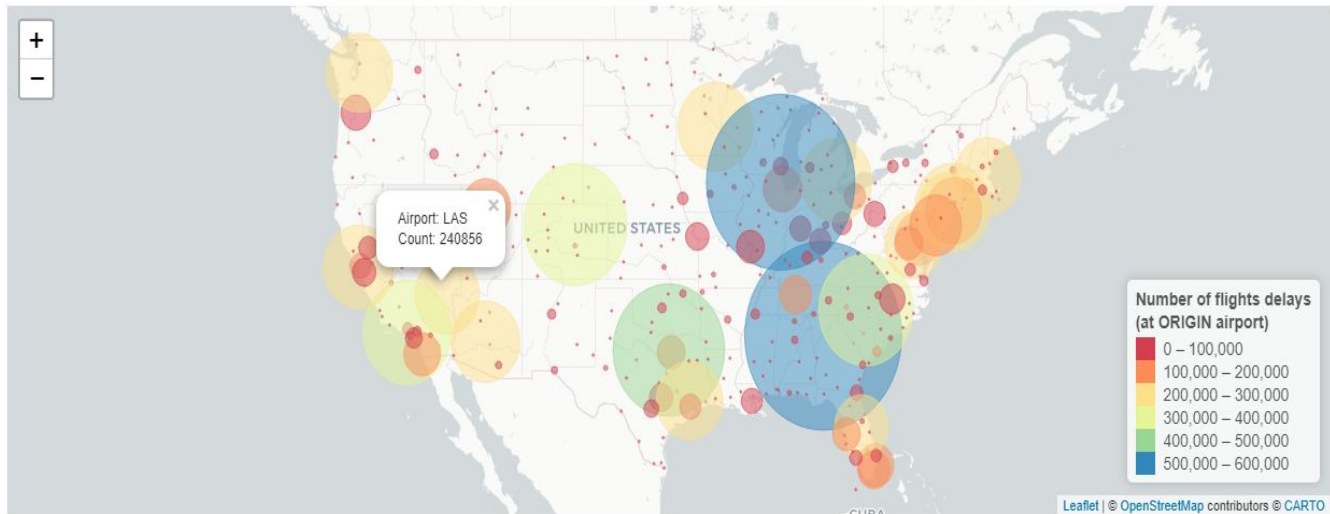 +
−
UNITED STATES
×
Airport: LAS
Count: 240856
Number of flights delays
(at ORIGIN airport)
0 – 100,000
100,000 – 200,000
200,000 – 300,000
300,000 – 400,000
400,000 – 500,000
500,000 – 600,000
CUBA
Leaflet | © OpenStreetMap contributors © CARTO